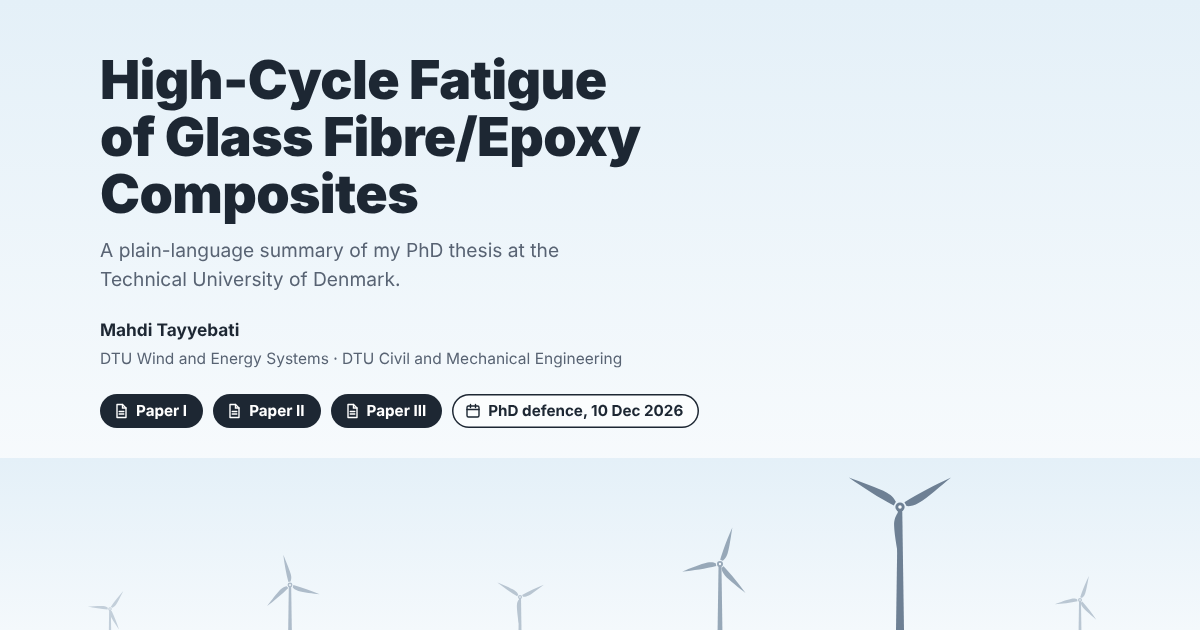 High-Cycle Fatigue
of Glass Fibre/Epoxy
Composites
A plain-language summary of my PhD thesis at the
Technical University of Denmark.
Mahdi Tayyebati
DTU Wind and Energy Systems · DTU Civil and Mechanical Engineering
Paper I
Paper II
Paper III
PhD defence, 10 Dec 2026